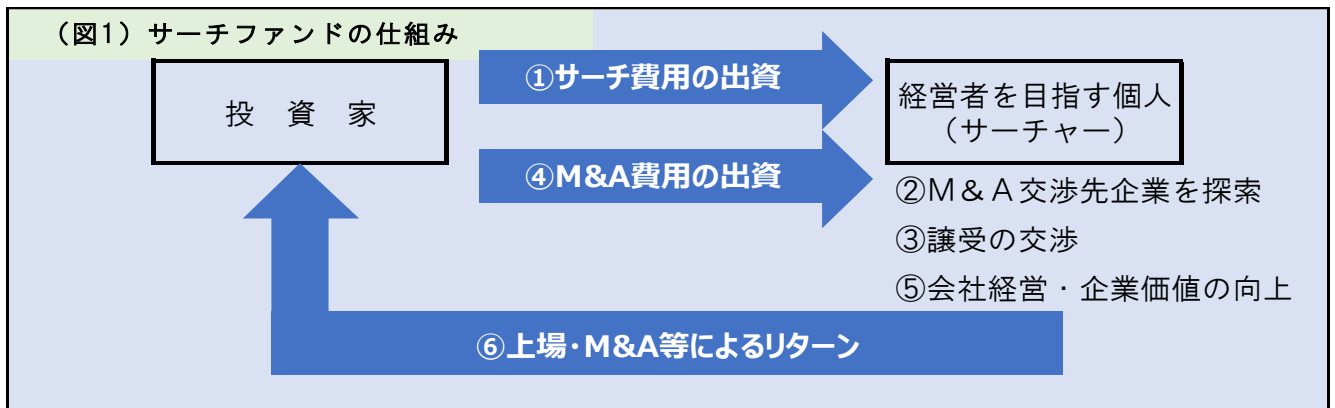 （図1）サーチファンドの仕組み
投　資　家
①サーチ費用の出資
経営者を目指す個人
（サーチャー）
④M&A費用の出資
②Ｍ＆Ａ交渉先企業を探索
③譲受の交渉
⑤会社経営・企業価値の向上
⑥上場・M&A等によるリターン